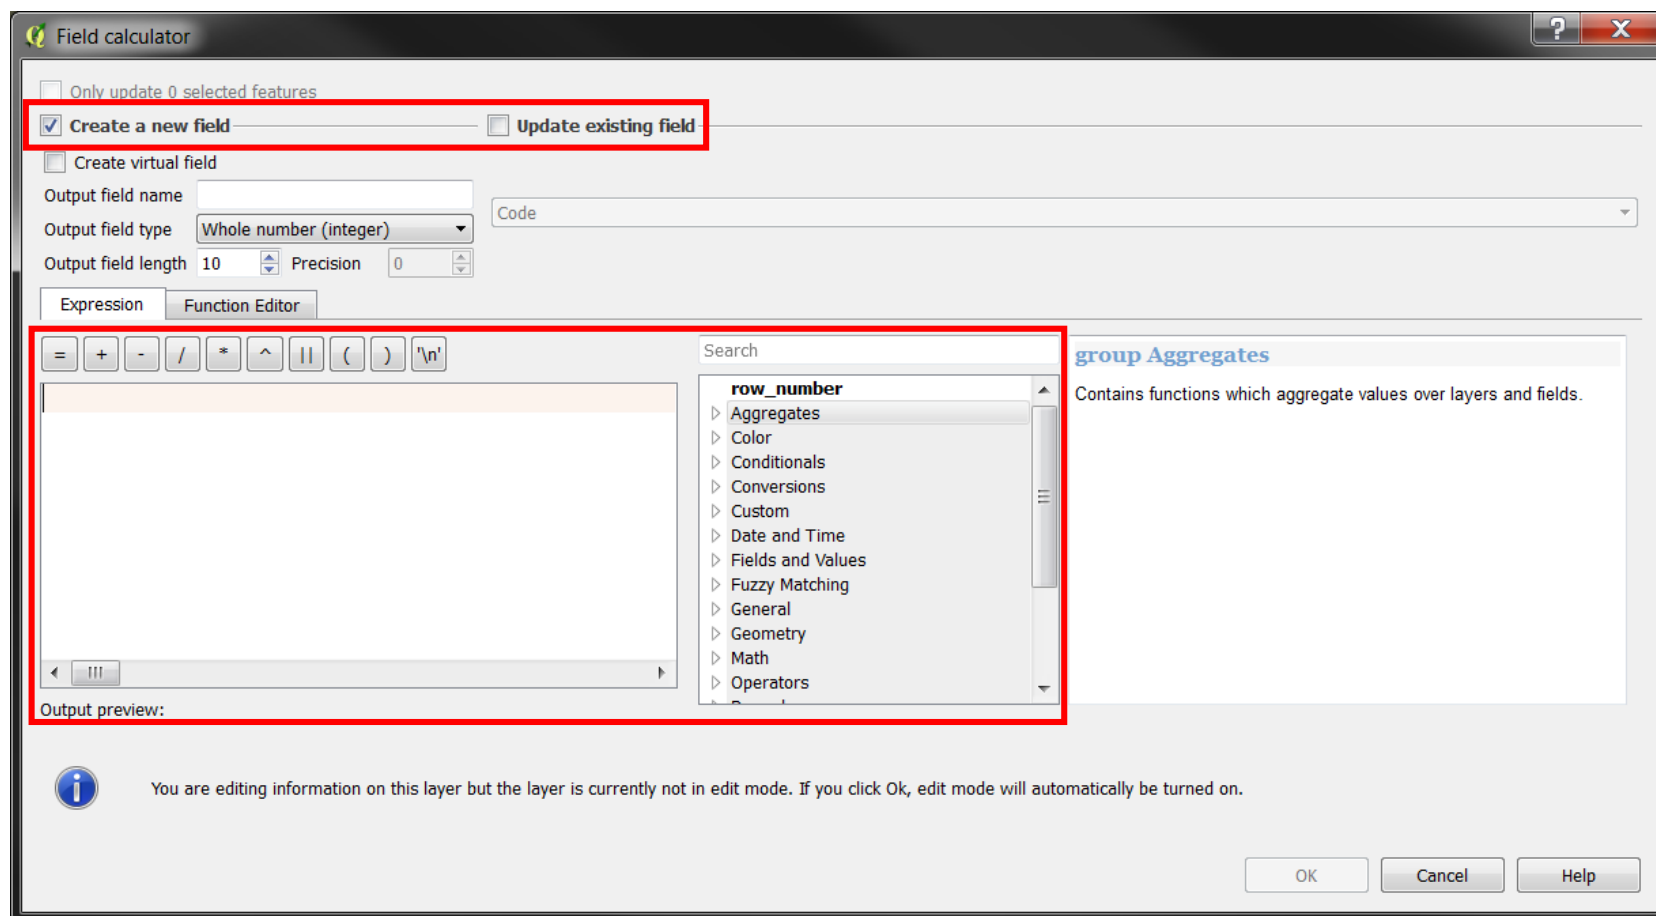 Field calculator
Only update 0 selected features
Create a new field
Update existing field
Create virtual field
Output field name
Code
Output field type Whole number (integer)
Output field length 10 Precision 0
Expression Function Editor
= + - / * ^ || ( ) '\n'
Search
row_number
Aggregates
Color
Conditionals
Conversions
Custom
Date and Time
Fields and Values
Fuzzy Matching
General
Geometry
Math
Operators
group Aggregates
Contains functions which aggregate values over layers and fields.
Output preview:
You are editing information on this layer but the layer is currently not in edit mode. If you click Ok, edit mode will automatically be turned on.
OK Cancel Help